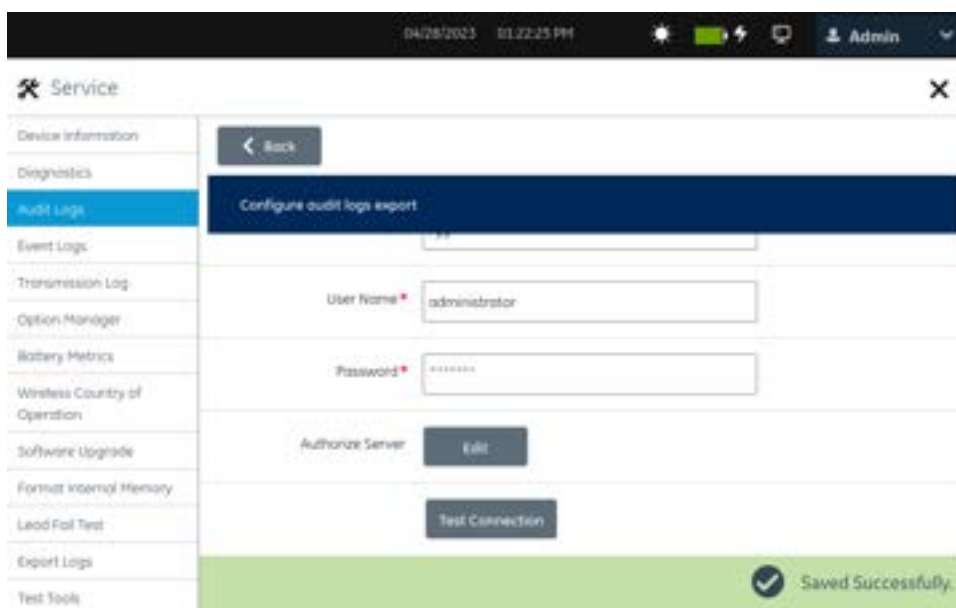 04/28/2023 01:22:25 PM Admin
Service
Device Information
Diagnostics
Audit Logs
Event Logs
Transmission Log
Option Manager
Battery Metrics
Wireless Country of
Operation
Software Upgrade
Format Internal Memory
Lead Fail Test
Export Logs
Test Tools
Back
Configure audit logs export
User Name* administrator
Password* *******
Authorize Server Edit
Test Connection
Saved Successfully.